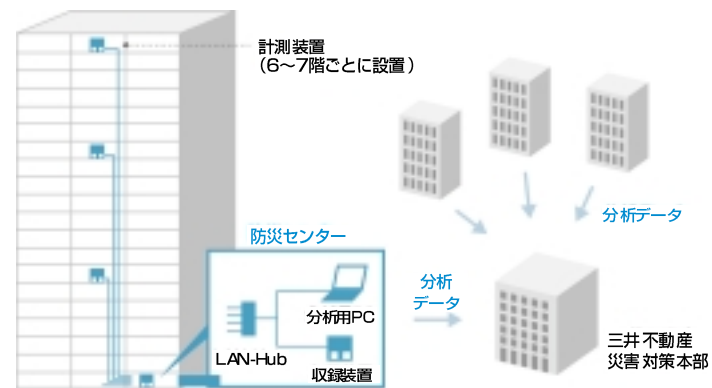 計測装置
（6～7階ごとに設置）
防災センター
分析データ
分析
データ
分析用PC
LAN-Hub
収録装置
三井不動産
災害対策本部